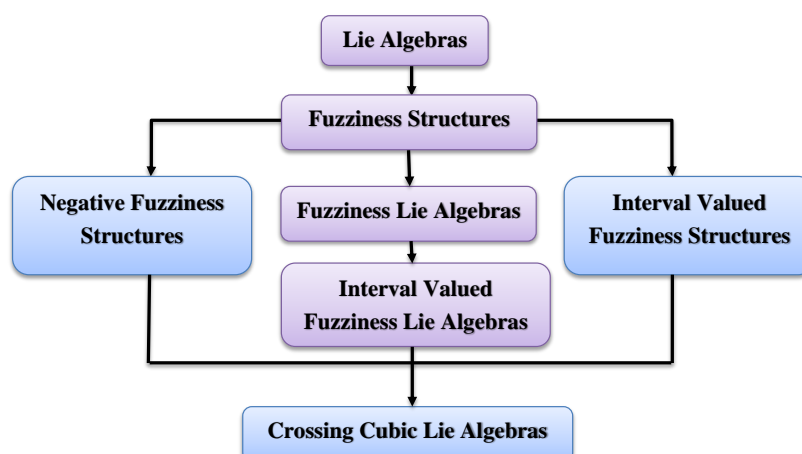 Lie Algebras
Fuzziness Structures
Negative Fuzziness
Structures
Fuzziness Lie Algebras
Interval Valued
Fuzziness Structures
Interval Valued
Fuzziness Lie Algebras
Crossing Cubic Lie Algebras